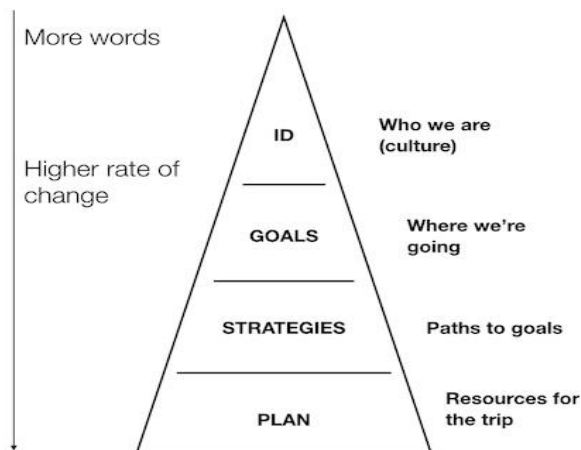 More words
Higher rate of
change
ID
Who we are
(culture)
GOALS
Where we're
going
STRATEGIES
Paths to goals
PLAN
Resources for
the trip